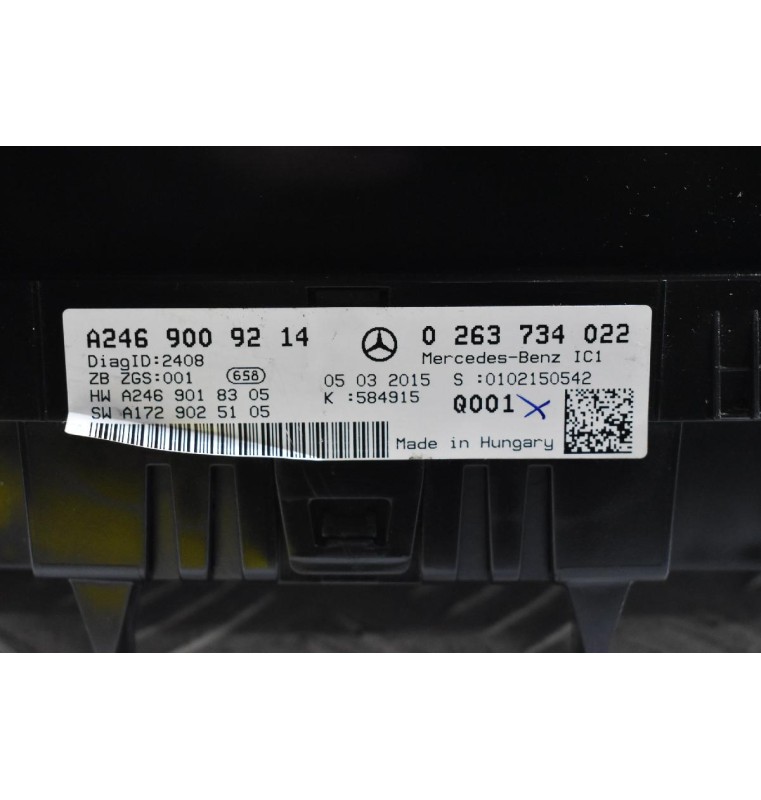 A246 900 92 14 0 263 734 022
DiagID:2408 Mercedes-Benz IC1
ZB ZGS:001 658 05 03 2015 S :0102150542
HW A246 901 83 05 K :584915 Q001 X
SW A172 902 51 05
Made in Hungary